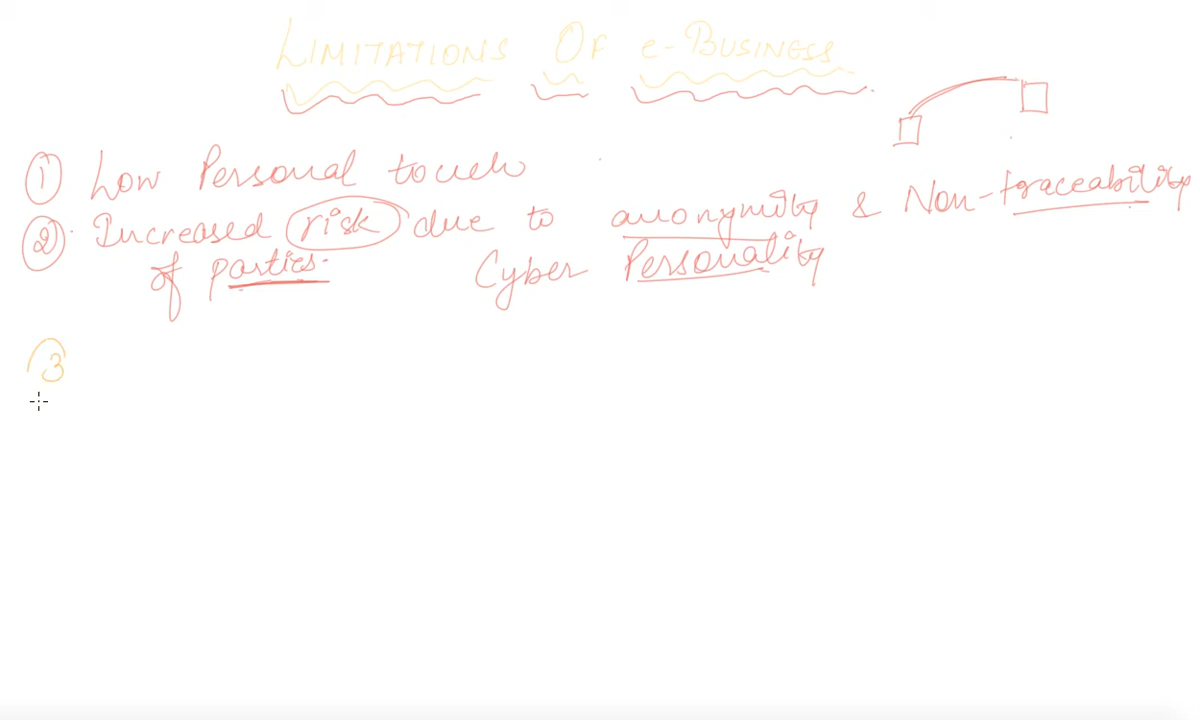 LIMITATIONS OF e-BUSINESS
① Low Personal touch
② Increased risk due to anonymity & Non-traceability
of parties. Cyber Personality
③